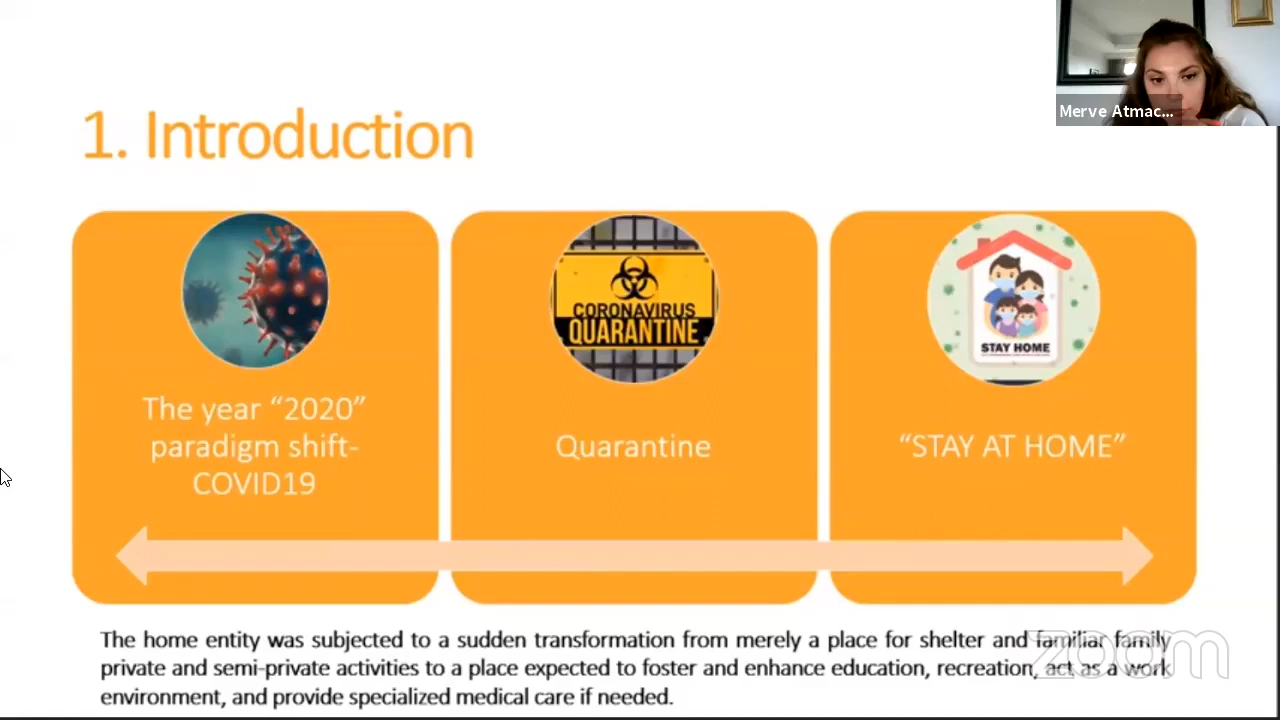 Merve Atmac...
1. Introduction
CORONAVIRUS
QUARANTINE
STAY HOME
The year “2020”
paradigm shift-
COVID19
Quarantine
“STAY AT HOME”
The home entity was subjected to a sudden transformation from merely a place for shelter and familiar family
private and semi-private activities to a place expected to foster and enhance education, recreation, act as a work
environment, and provide specialized medical care if needed.
zoom